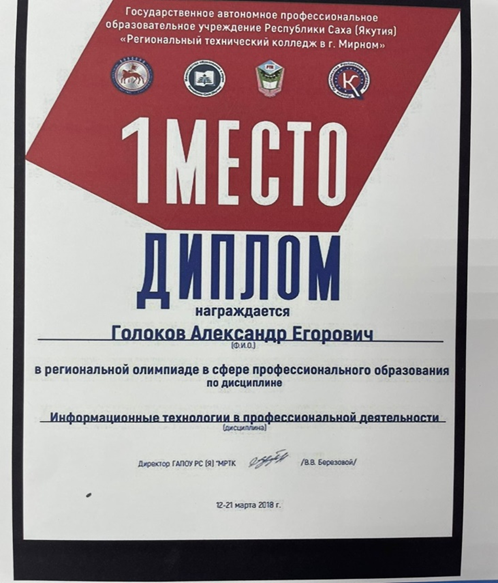 Государственное автономное профессиональное
образовательное учреждение Республики Саха (Якутия)
«Региональный технический колледж в г. Мирном»
1 МЕСТО
ДИПЛОМ
награждается
Голоков Александр Егорович
(Ф.И.О.)
в региональной олимпиаде в сфере профессионального образования
по дисциплине
Информационные технологии в профессиональной деятельности
(дисциплина)
Директор ГАПОУ РС (Я) "МРТК /В.В. Березовой/
12-21 марта 2018 г.